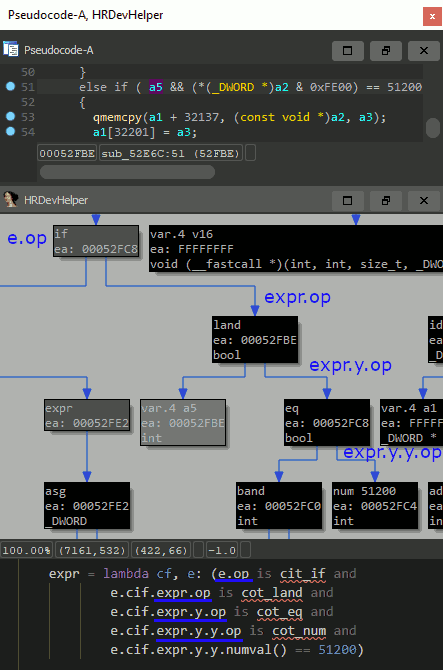 Pseudocode-A, HRDevHelper
x
Pseudocode-A
50 }
51 else if ( a5 && (*(_DWORD *)a2 & 0xFE00) == 51200
52 {
53 qmemcpy(a1 + 32137, (const void *)a2, a3);
54 a1[32201] = a3;
00052FBE sub_52E6C:51 (52FBE)
HRDevHelper
e.op
if
ea: 00052FC8
var.4 v16
ea: FFFFFFFF
void (__fastcall *)(int, int, size_t, _DWO
expr.op
land
ea: 00052FBE
bool
id
ea:
_D
expr.y.op
expr
ea: 00052FE2
var.4 a5
ea: 00052FBE
int
eq
ea: 00052FC8
bool
var.4 a1
ea: FFFFF
_DWORD *
expr.y.y.op
asg
ea: 00052FE2
_DWORD
band
ea: 00052FC0
int
num 51200
ea: 00052FC4
int
ad
ea
_D
100.00% (7161,532) (422,66) -1.0
expr = lambda cf, e: (e.op is cit_if and
e.cif.expr.op is cot_land and
e.cif.expr.y.op is cot_eq and
e.cif.expr.y.y.op is cot_num and
e.cif.expr.y.y.numval() == 51200)